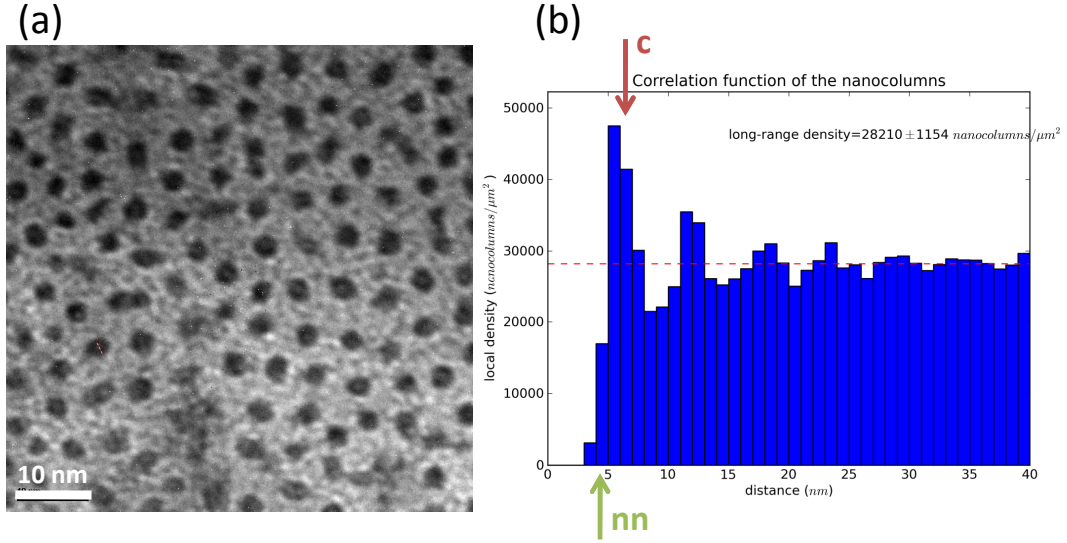 (a)
(b)
c
Correlation function of the nanocolumns
long-range density=28210±1154 nanocolumns/μm²
local density (nanocolumns/μm²)
50000
40000
30000
20000
10000
0
0
5
10
15
20
25
30
35
40
distance (nm)
nn
10 nm